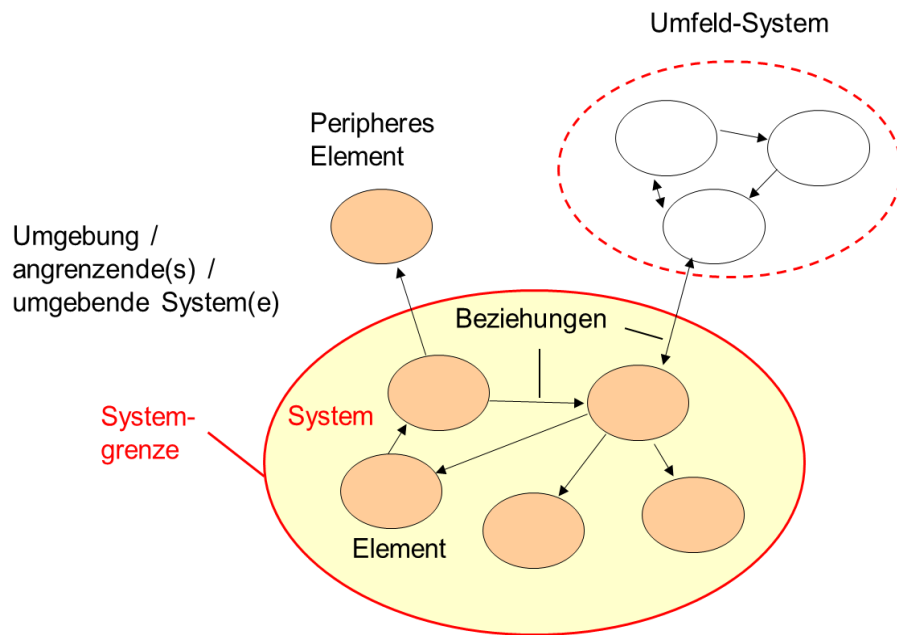 Umfeld-System
Peripheres
Element
Umgebung /
angrenzende(s) /
umgebende System(e)
Beziehungen
System-
grenze
System
Element